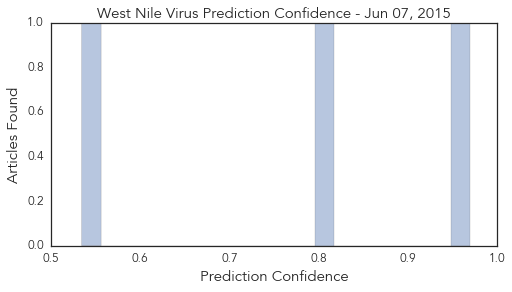 West Nile Virus Prediction Confidence - Jun 07, 2015
1.0
0.8
0.6
0.4
0.2
0.0
Articles Found
0.5 0.6 0.7 0.8 0.9 1.0
Prediction Confidence